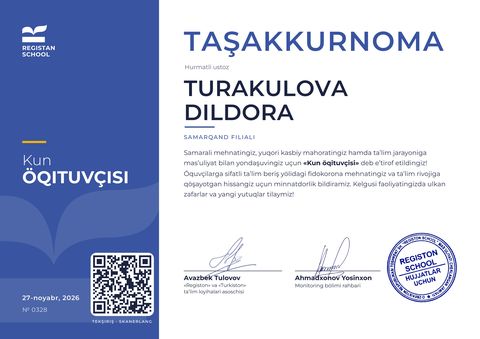 REGISTAN
SCHOOL
Kun
ÖQITUVÇISI
27-noyabr, 2026
№ 0328
TEKŞIRIŞ - SKANERLANG
TAŞAKKURNOMA
Hurmatli ustoz
TURAKULOVA
DILDORA
SAMARQAND FILIALI
Samarali mehnatingiz, yuqori kasbiy mahoratingiz hamda ta'lim jarayoniga
mas'uliyat bilan yondaşuvingiz uçun «Kun öqituvçisi» deb e'tirof etildingiz!
Öquvçilarga sifatli ta'lim beriş yölidagi fidokorona mehnatingiz va ta'lim rivojiga
qöşayotgan hissangiz uçun minnatdorlik bildiramiz. Kelgusi faoliyatingizda ulkan
zafarlar va yangi yutuqlar tilaymiz!
Avazbek Tulovov
«Registon» va «Turkiston»
ta'lim loyihalari asoschisi
Ahmadxonov Yosinxon
Monitoring bölimi rahbari
REGISTON
SCHOOL
HUJJATLAR
UCHUN